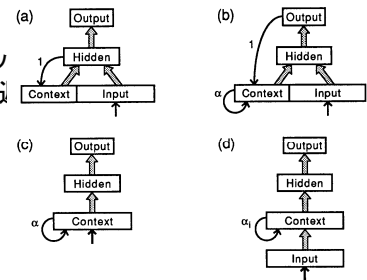 (a)
Output
1
Hidden
Context
Input
(b)
Output
1
Hidden
α
Context
Input
(c)
Output
Hidden
α
Context
(d)
Output
Hidden
αi
Context
Input